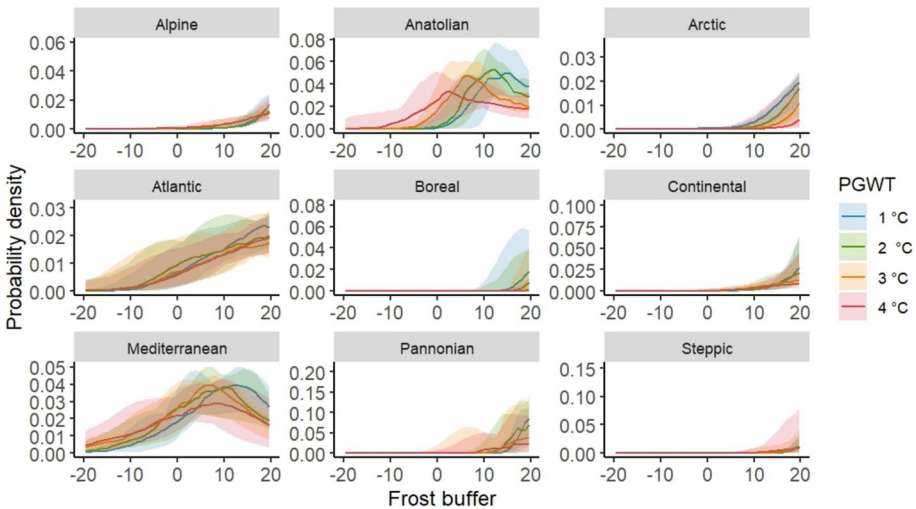 Alpine
Anatolian
Arctic
0.06
0.04
0.02
0.00
0.08
0.06
0.04
0.02
0.00
0.03
0.02
0.01
0.00
-20 -10 0 10 20
-20 -10 0 10 20
-20 -10 0 10 20
Atlantic
Boreal
Continental
0.03
0.02
0.01
0.00
0.08
0.06
0.04
0.02
0.00
0.100
0.075
0.050
0.025
0.000
-20 -10 0 10 20
-20 -10 0 10 20
-20 -10 0 10 20
Mediterranean
Pannonian
Steppic
0.05
0.04
0.03
0.02
0.01
0.00
0.20
0.15
0.10
0.05
0.00
0.15
0.10
0.05
0.00
-20 -10 0 10 20
-20 -10 0 10 20
-20 -10 0 10 20
Probability density
Frost buffer
PGWT
1 °C
2 °C
3 °C
4 °C